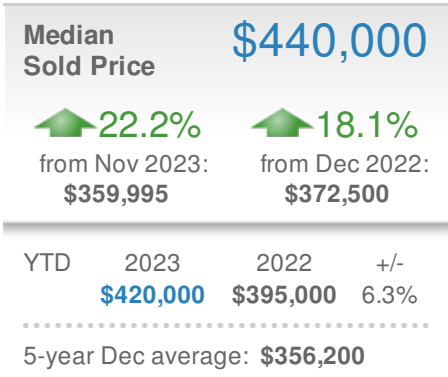 Median $440,000
Sold Price
22.2% 18.1%
from Nov 2023: from Dec 2022:
$359,995 $372,500
YTD 2023 2022 +/-
$420,000 $395,000 6.3%
5-year Dec average: $356,200